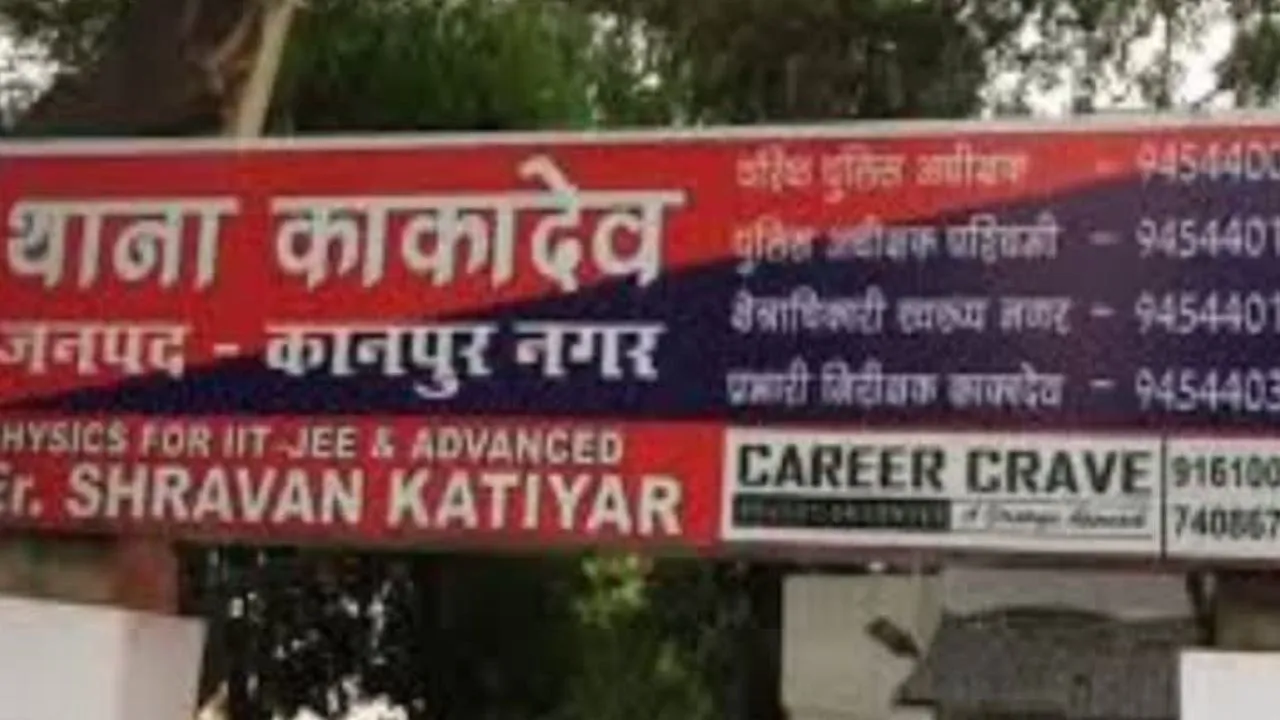 थाना काकादेव
जनपद - कानपुर नगर
वरिष्ठ पुलिस अधीक्षक - 9454400
पुलिस अधीक्षक पश्चिमी - 9454401
क्षेत्राधिकारी स्वरूप नगर - 9454401
प्रभारी निरीक्षक काकादेव - 9454403
HYSICS FOR IIT-JEE & ADVANCED
Er. SHRAVAN KATIYAR
CAREER CRAVE
916100
740867